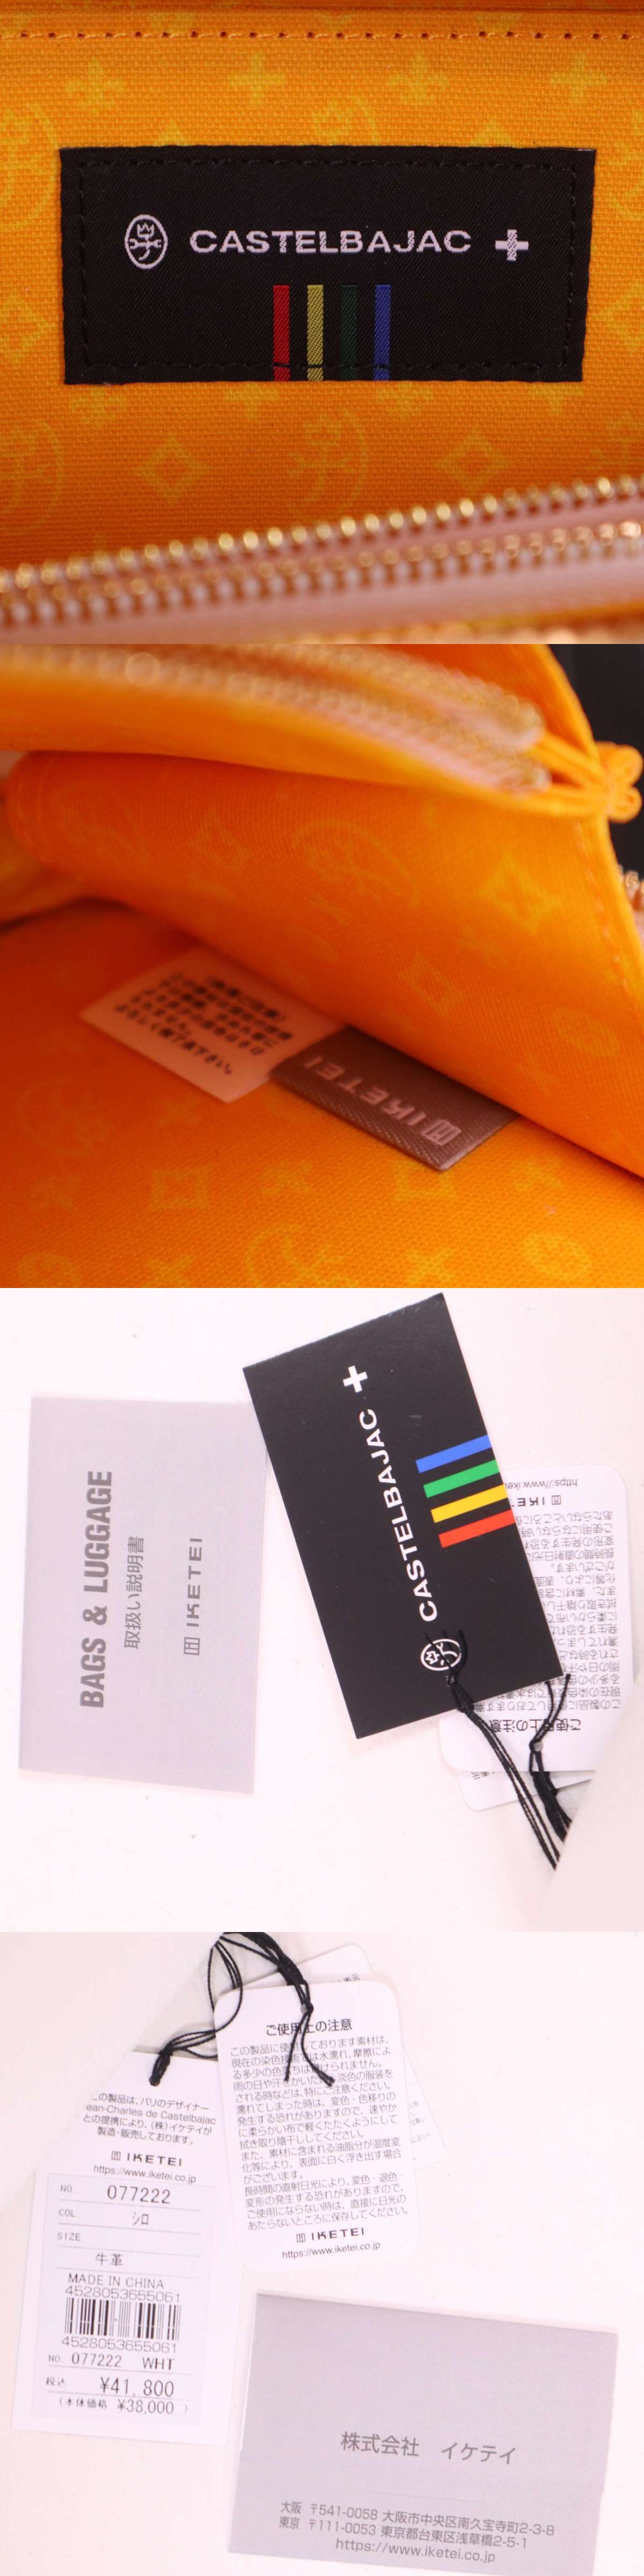 CASTELBAJAC
IKETEI
BAGS & LUGGAGE
取扱い説明書
IKETEI
CASTELBAJAC
https://www.iket
IKET
ご使用上の注意
ご使用上の注意
この製品に使用しております素材は、
現在の染色技術では水濡れ、摩擦によ
る多少の色落ちは避けられません。
雨の日や汗をかいた時、淡色の服装を
される時などは、特にご注意ください。
濡れてしまった時は、変色・色移りの
発生する恐れがありますので、速やか
に柔らかい布で軽くたたくようにして
拭き取り陰干ししてください。
また、素材に含まれる油脂分が温度変
化等により、表面に白く浮き出す場合
がございます。
長時間の直射日光により、変色・退色・
変形の発生する恐れがありますので、
ご使用にならない時は、直接に日光の
あたらないところに保存してください。
IKETEI
https://www.iketei.co.jp
の製品は、パリのデザイナー
ean-Charles de Castelbajac
との提携により、(株)イケテイが
製造・販売しております。
IKETEI
https://www.iketei.co.jp
NO. 077222
COL. シロ
SIZE
牛革
MADE IN CHINA
4528053655061
4528053655061
NO. 077222 WHT
税込 ¥41,800
(本体価格 ¥38,000 )
株式会社 イケテイ
大阪 〒541-0058 大阪市中央区南久宝寺町2-3-8
東京 〒111-0053 東京都台東区浅草橋2-5-1
https://www.iketei.co.jp